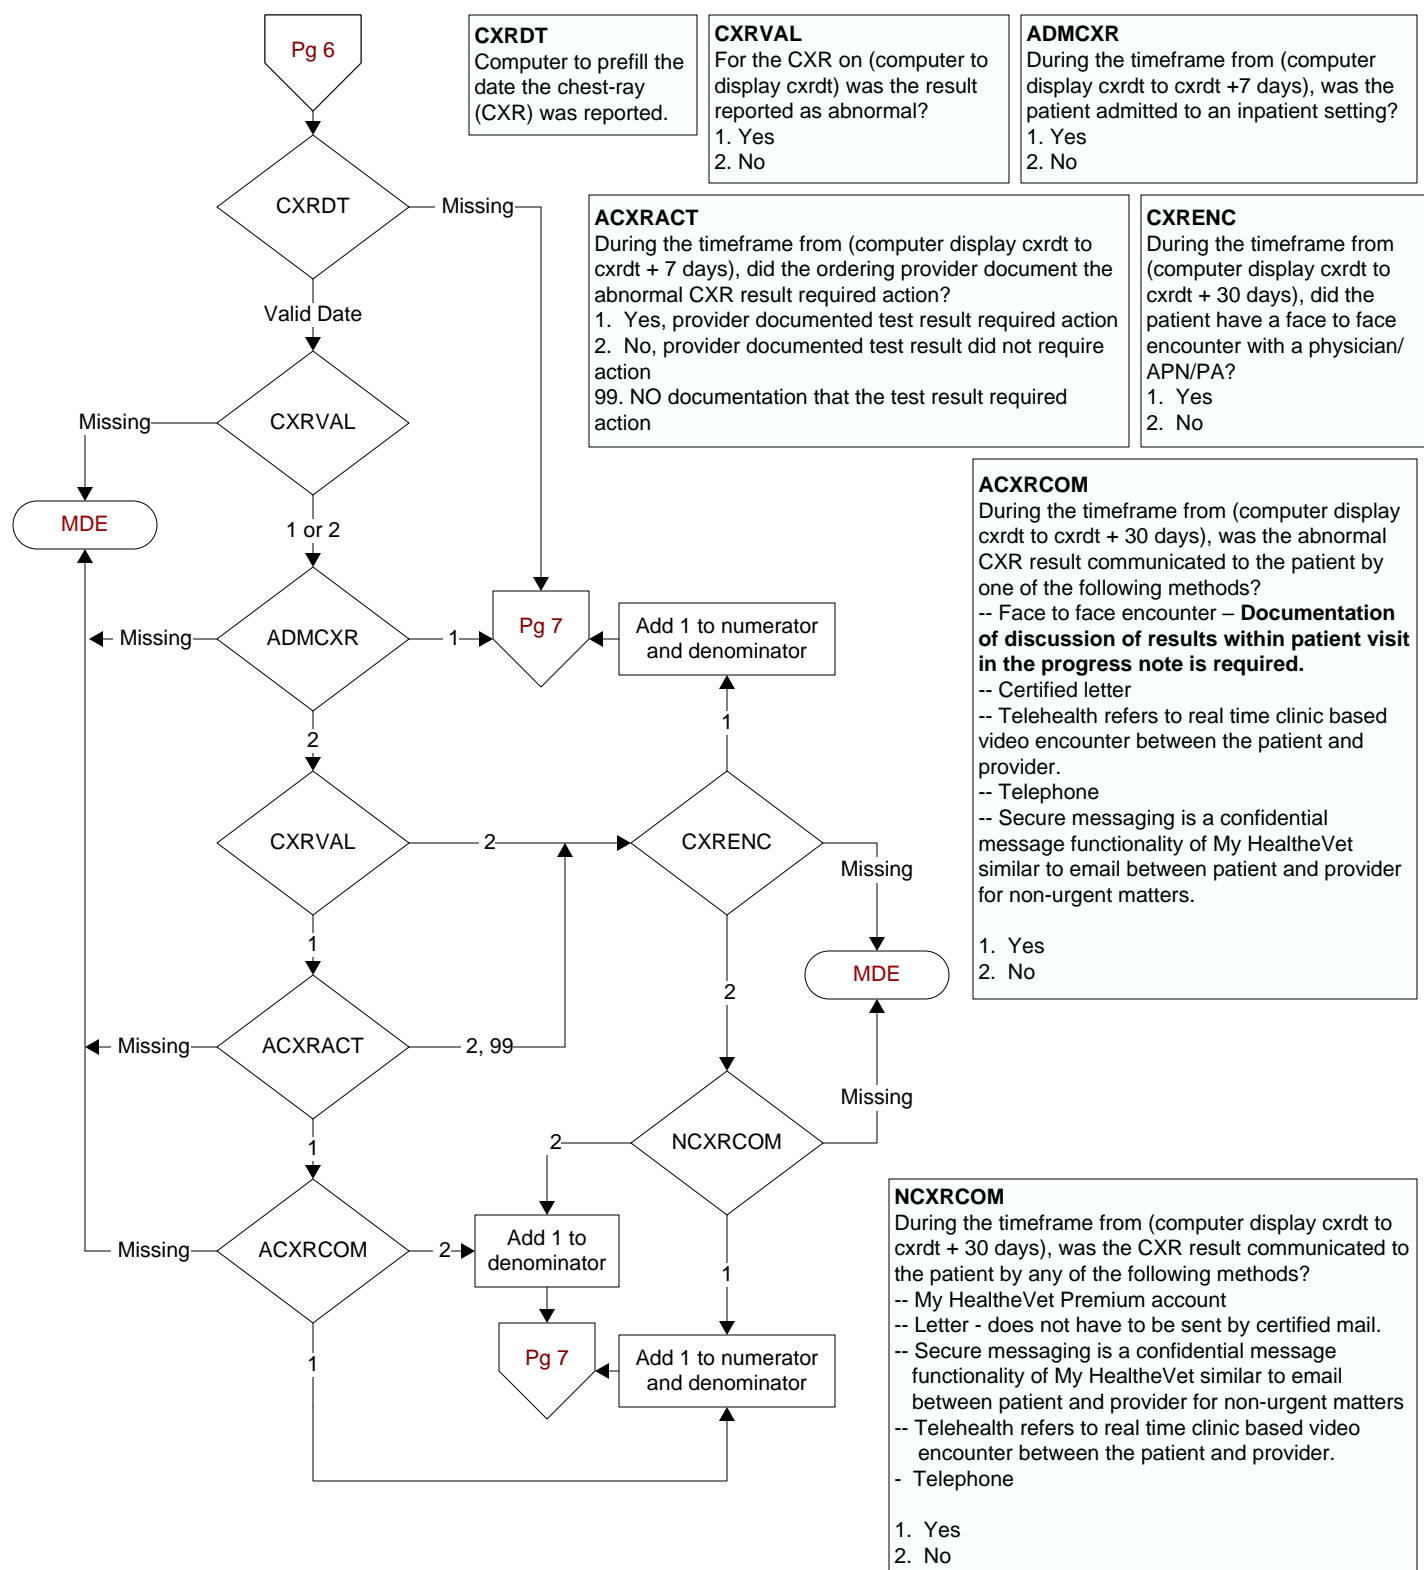 Pg 6
CXRDT
Computer to prefill the
date the chest-ray
(CXR) was reported.
CXRVAL
For the CXR on (computer to
display cxrdt) was the result
reported as abnormal?
1. Yes
2. No
ADMCXR
During the timeframe from (computer
display cxrdt to cxrdt +7 days), was the
patient admitted to an inpatient setting?
1. Yes
2. No
CXRDT
Missing
ACXRACT
During the timeframe from (computer display cxrdt to
cxrdt + 7 days), did the ordering provider document the
abnormal CXR result required action?
1.  Yes, provider documented test result required action
2.  No, provider documented test result did not require
action
99. NO documentation that the test result required
action
CXRENC
During the timeframe from
(computer display cxrdt to
cxrdt + 30 days), did the
patient have a face to face
encounter with a physician/
APN/PA?
1.  Yes
2.  No
Valid Date
Missing
CXRVAL
MDE
1 or 2
ACXRCOM
During the timeframe from (computer display
cxrdt to cxrdt + 30 days), was the abnormal
CXR result communicated to the patient by
one of the following methods?
-- Face to face encounter – Documentation
of discussion of results within patient visit
in the progress note is required.
-- Certified letter
-- Telehealth refers to real time clinic based
video encounter between the patient and
provider.
-- Telephone
-- Secure messaging is a confidential
message functionality of My HealtheVet
similar to email between patient and provider
for non-urgent matters.
1.  Yes
2.  No
Missing
ADMCXR
1
Pg 7
Add 1 to numerator
and denominator
1
2
CXRVAL
2
CXRENC
Missing
1
MDE
2
Missing
ACXRACT
2, 99
Missing
1
2
NCXRCOM
Missing
ACXRCOM
2
Add 1 to
denominator
1
1
Pg 7
Add 1 to numerator
and denominator
NCXRCOM
During the timeframe from (computer display cxrdt to
cxrdt + 30 days), was the CXR result communicated to
the patient by any of the following methods?
-- My HealtheVet Premium account
-- Letter - does not have to be sent by certified mail.
-- Secure messaging is a confidential message
functionality of My HealtheVet similar to email
between patient and provider for non-urgent matters
-- Telehealth refers to real time clinic based video
encounter between the patient and provider.
-  Telephone
1.  Yes
2.  No